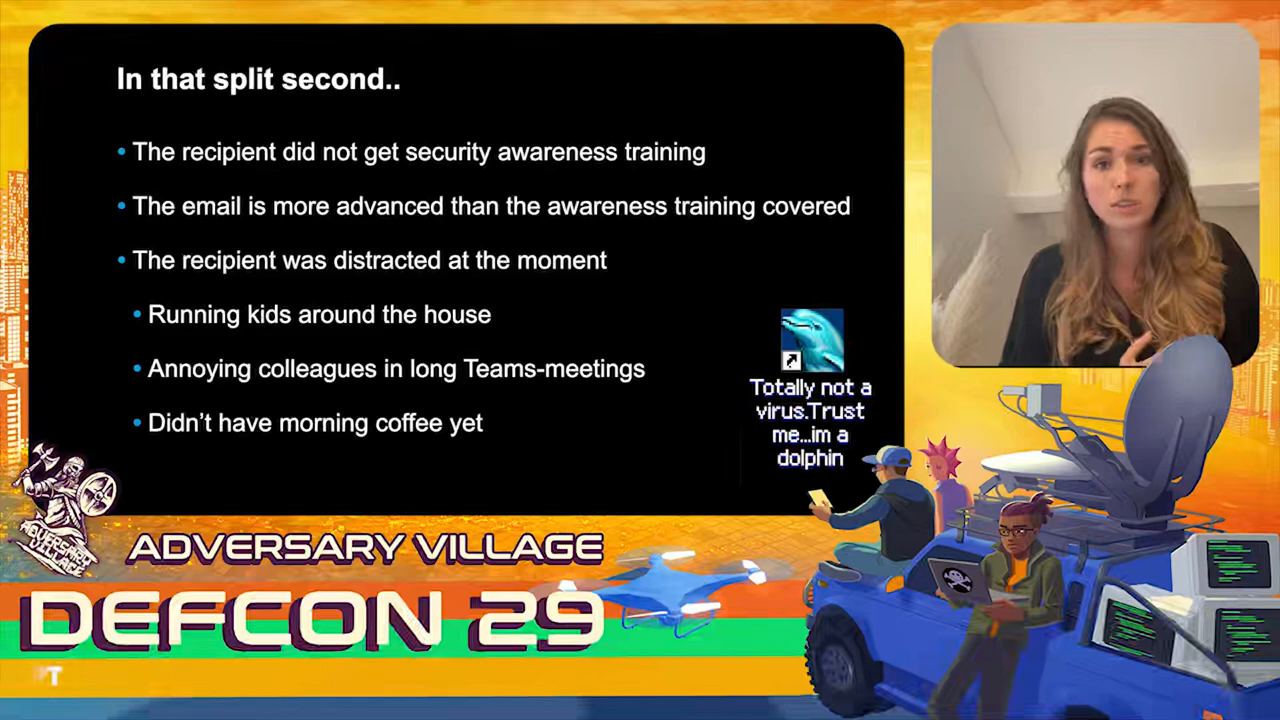 In that split second..
• The recipient did not get security awareness training
• The email is more advanced than the awareness training covered
• The recipient was distracted at the moment
• Running kids around the house
• Annoying colleagues in long Teams-meetings
• Didn't have morning coffee yet
Totally not a
virus.Trust
me...im a
dolphin
ADVERSARY
VILLAGE
ADVERSARY VILLAGE
DEFCON 29